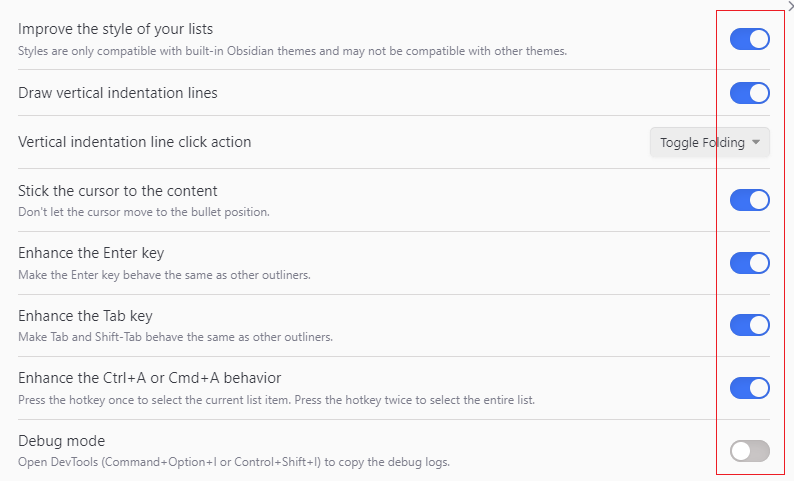 Improve the style of your lists
Styles are only compatible with built-in Obsidian themes and may not be compatible with other themes.
Draw vertical indentation lines
Vertical indentation line click action
Toggle Folding
Stick the cursor to the content
Don't let the cursor move to the bullet position.
Enhance the Enter key
Make the Enter key behave the same as other outliners.
Enhance the Tab key
Make Tab and Shift-Tab behave the same as other outliners.
Enhance the Ctrl+A or Cmd+A behavior
Press the hotkey once to select the current list item. Press the hotkey twice to select the entire list.
Debug mode
Open DevTools (Command+Option+I or Control+Shift+I) to copy the debug logs.